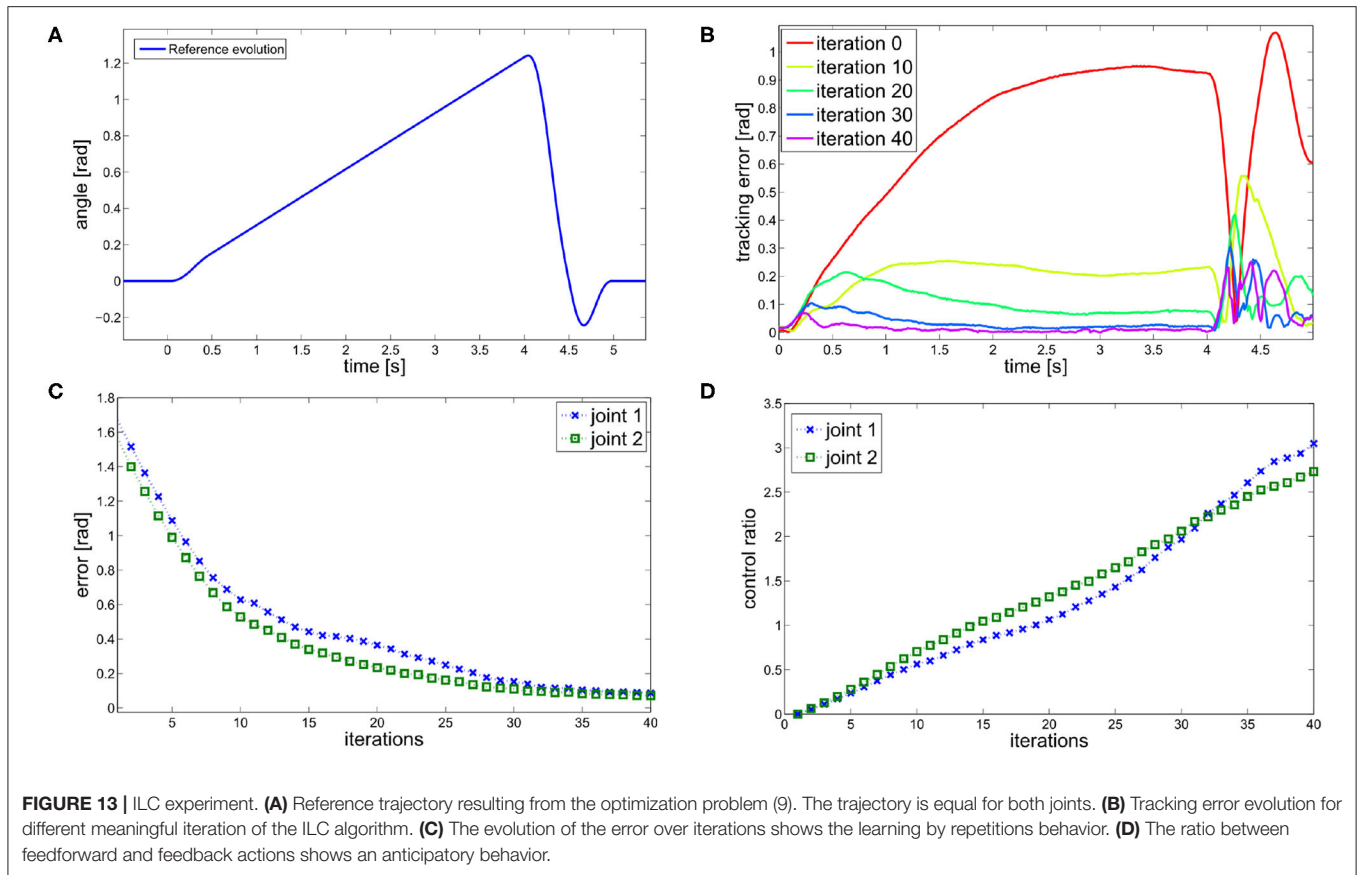 A
Reference evolution
1.2
1
0.8
0.6
0.4
0.2
0
−0.2
angle [rad]
0 0.5 1 1.5 2 2.5 3 3.5 4 4.5 5
time [s]
B
iteration 0
iteration 10
iteration 20
iteration 30
iteration 40
1
0.9
0.8
0.7
0.6
0.5
0.4
0.3
0.2
0.1
0
tracking error [rad]
0 0.5 1 1.5 2 2.5 3 3.5 4 4.5
time [s]
C
joint 1
joint 2
1.8
1.6
1.4
1.2
1
0.8
0.6
0.4
0.2
0
error [rad]
5 10 15 20 25 30 35 40
iterations
D
joint 1
joint 2
3.5
3
2.5
2
1.5
1
0.5
0
control ratio
0 5 10 15 20 25 30 35 40
iterations
FIGURE 13 | ILC experiment. (A) Reference trajectory resulting from the optimization problem (9). The trajectory is equal for both joints. (B) Tracking error evolution for
different meaningful iteration of the ILC algorithm. (C) The evolution of the error over iterations shows the learning by repetitions behavior. (D) The ratio between
feedforward and feedback actions shows an anticipatory behavior.